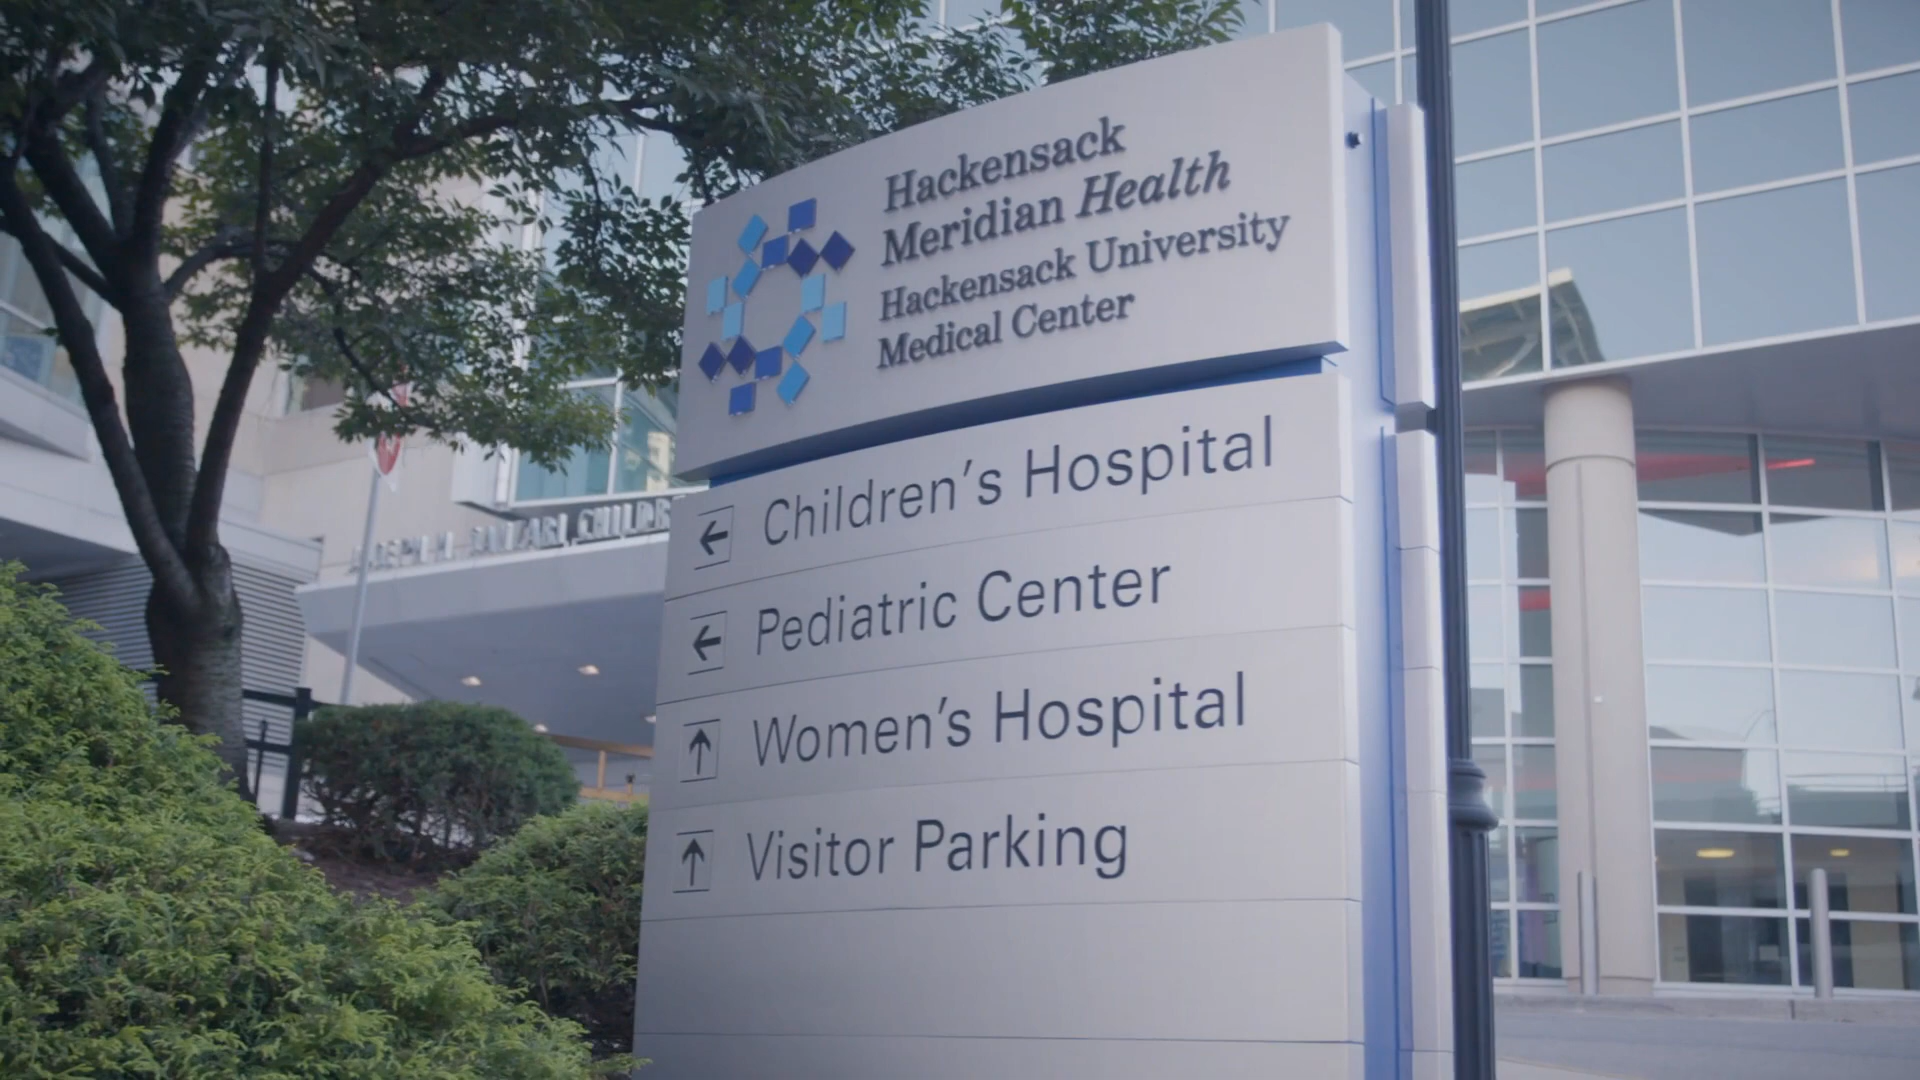 Hackensack
Meridian Health
Hackensack University
Medical Center
Children's Hospital
Pediatric Center
Women's Hospital
Visitor Parking